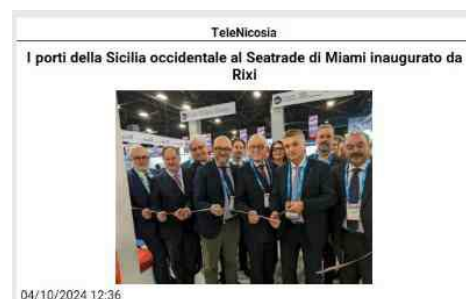 TeleNicosia
I porti della Sicilia occidentale al Seatrade di Miami inaugurato da
Rixi
04/10/2024 12:36